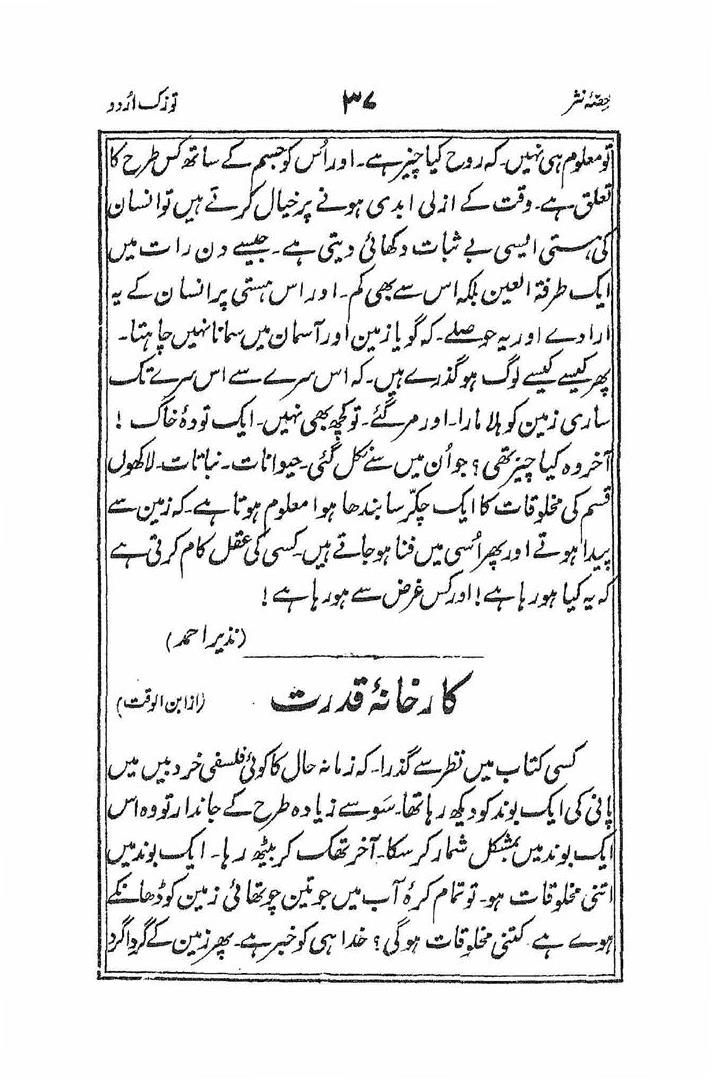 حصۂ نثر ۳۷ توزک اُردو
تو معلوم ہی نہیں۔ کہ روح کیا چیز ہے۔ اور اُس کو جسم کے ساتھ کس طرح کا
تعلق ہے۔ وقت کے ازلی ابدی ہونے پر خیال کرتے ہیں تو انسان
کی ہستی ایسی بے ثبات دکھائی دیتی ہے۔ جیسے دن رات میں
ایک طرفۃ العین بلکہ اس سے بھی کم۔ اور اس ہستی پر انسان کے یہ
ارادے اور یہ حوصلے۔ کہ گویا زمین اور آسمان میں سمانا نہیں چاہتا۔
پھر کیسے کیسے لوگ ہو گذرے ہیں۔ کہ اس سرے سے اس سرے تک
ساری زمین کو ہلا مارا۔ اور مر گئے۔ تو کچھ بھی نہیں۔ ایک تودۂ خاک !
آخر وہ کیا چیز تھی؟ جو اُن میں سے نکل گئی۔ حیوانات۔ نباتات۔ لاکھوں
قسم کی مخلوقات کا ایک چکّر سا بندھا ہوا معلوم ہوتا ہے۔ کہ زمین سے
پیدا ہوتے اور پھر اُسی میں فنا ہو جاتے ہیں۔ کسی کی عقل کام کرتی ہے
کہ یہ کیا ہو رہا ہے! اور کس غرض سے ہو رہا ہے!
(نذیر احمد)
کارخانۂ قدرت (از ابن الوقت)
کسی کتاب میں نظر سے گذرا۔ کہ زمانہ حال کا کوئی فلسفی خرد بیں میں
پانی کی ایک بوند کو دیکھ رہا تھا۔ سَو سے زیادہ طرح کے جاندار تو وہ اس
ایک بوند میں بمشکل شمار کر سکا۔ آخر تھک کر بیٹھ رہا۔ ایک بوند میں
اتنی مخلوقات ہو۔ تو تمام کرۂ آب میں جو تین چوتھائی زمین کو ڈھانکے
ہوے ہے کتنی مخلوقات ہو گی؟ خدا ہی کو خبر ہے۔ پھر زمین کے گردا گرد